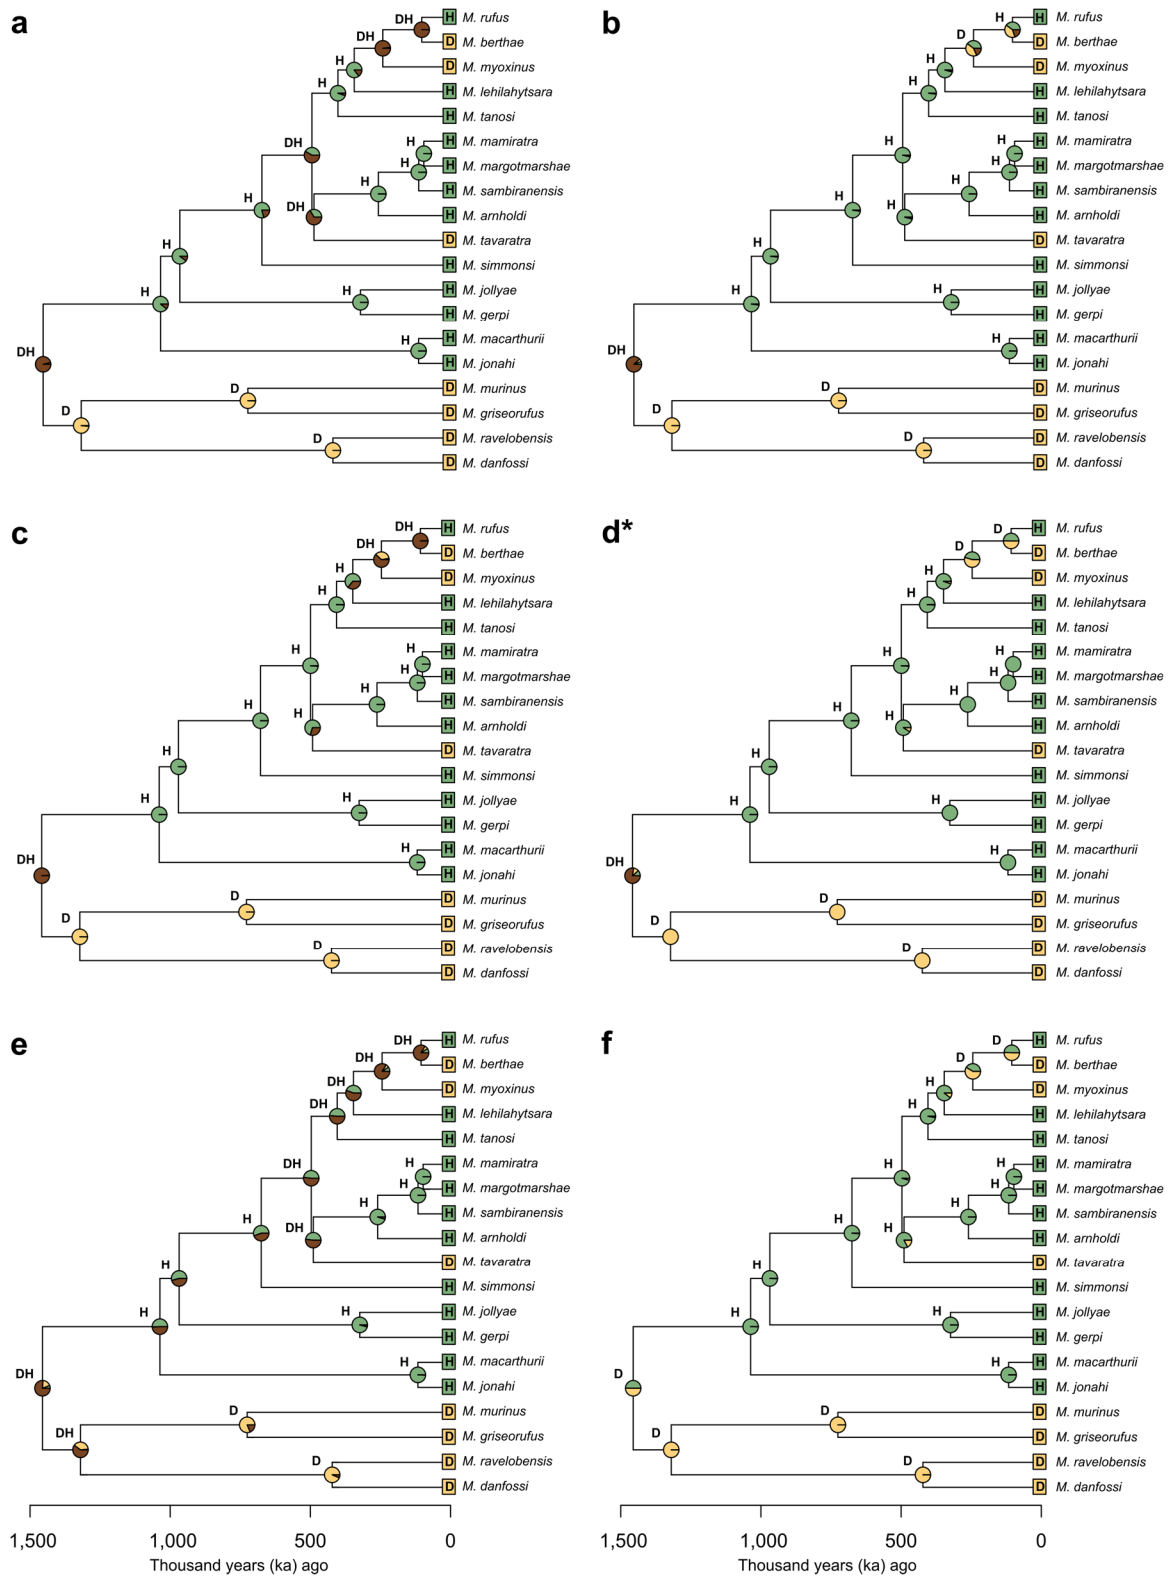 a
DH H M. rufus
DH D M. berthae
H D M. myoxinus
H H M. lehilahytsara
DH H M. tanosi
H H M. mamiratra
H H M. margotmarshae
H H M. sambiranensis
DH H M. arnholdi
H D M. tavaratra
H H M. simmonsi
H H M. jollyae
H H M. gerpi
H M. macarthurii
DH H H M. jonahi
D D M. murinus
D D M. griseorufus
D D M. ravelobensis
D M. danfossi
b
H H M. rufus
D D M. berthae
H D M. myoxinus
H H M. lehilahytsara
H H M. tanosi
H H M. mamiratra
H H M. margotmarshae
H H M. sambiranensis
H H M. arnholdi
H D M. tavaratra
H H M. simmonsi
H H M. jollyae
H H M. gerpi
H M. macarthurii
DH H H M. jonahi
D D M. murinus
D D M. griseorufus
D D M. ravelobensis
D M. danfossi
c
DH H M. rufus
DH D M. berthae
H D M. myoxinus
H H M. lehilahytsara
H H M. tanosi
H H M. mamiratra
H H M. margotmarshae
H H M. sambiranensis
H H M. arnholdi
H D M. tavaratra
H H M. simmonsi
H H M. jollyae
H H M. gerpi
H M. macarthurii
DH H H M. jonahi
D D M. murinus
D D M. griseorufus
D D M. ravelobensis
D M. danfossi
d*
D H M. rufus
D D M. berthae
H D M. myoxinus
H H M. lehilahytsara
H H M. tanosi
H H M. mamiratra
H H M. margotmarshae
H H M. sambiranensis
H H M. arnholdi
H D M. tavaratra
H H M. simmonsi
H H M. jollyae
H H M. gerpi
H M. macarthurii
DH H H M. jonahi
D D M. murinus
D D M. griseorufus
D D M. ravelobensis
D M. danfossi
e
DH H M. rufus
DH D M. berthae
DH D M. myoxinus
DH H M. lehilahytsara
DH H M. tanosi
H H M. mamiratra
H H M. margotmarshae
H H M. sambiranensis
DH H M. arnholdi
H D M. tavaratra
H H M. simmonsi
H H M. jollyae
H H M. gerpi
H M. macarthurii
DH H H M. jonahi
D D M. murinus
DH D M. griseorufus
D D M. ravelobensis
D M. danfossi
1,500 1,000 500 0
Thousand years (ka) ago
f
D H M. rufus
D D M. berthae
H D M. myoxinus
H H M. lehilahytsara
H H M. tanosi
H H M. mamiratra
H H M. margotmarshae
H H M. sambiranensis
H H M. arnholdi
H D M. tavaratra
H H M. simmonsi
H H M. jollyae
H H M. gerpi
H M. macarthurii
D H H M. jonahi
D D M. murinus
D D M. griseorufus
D D M. ravelobensis
D M. danfossi
1,500 1,000 500 0
Thousand years (ka) ago